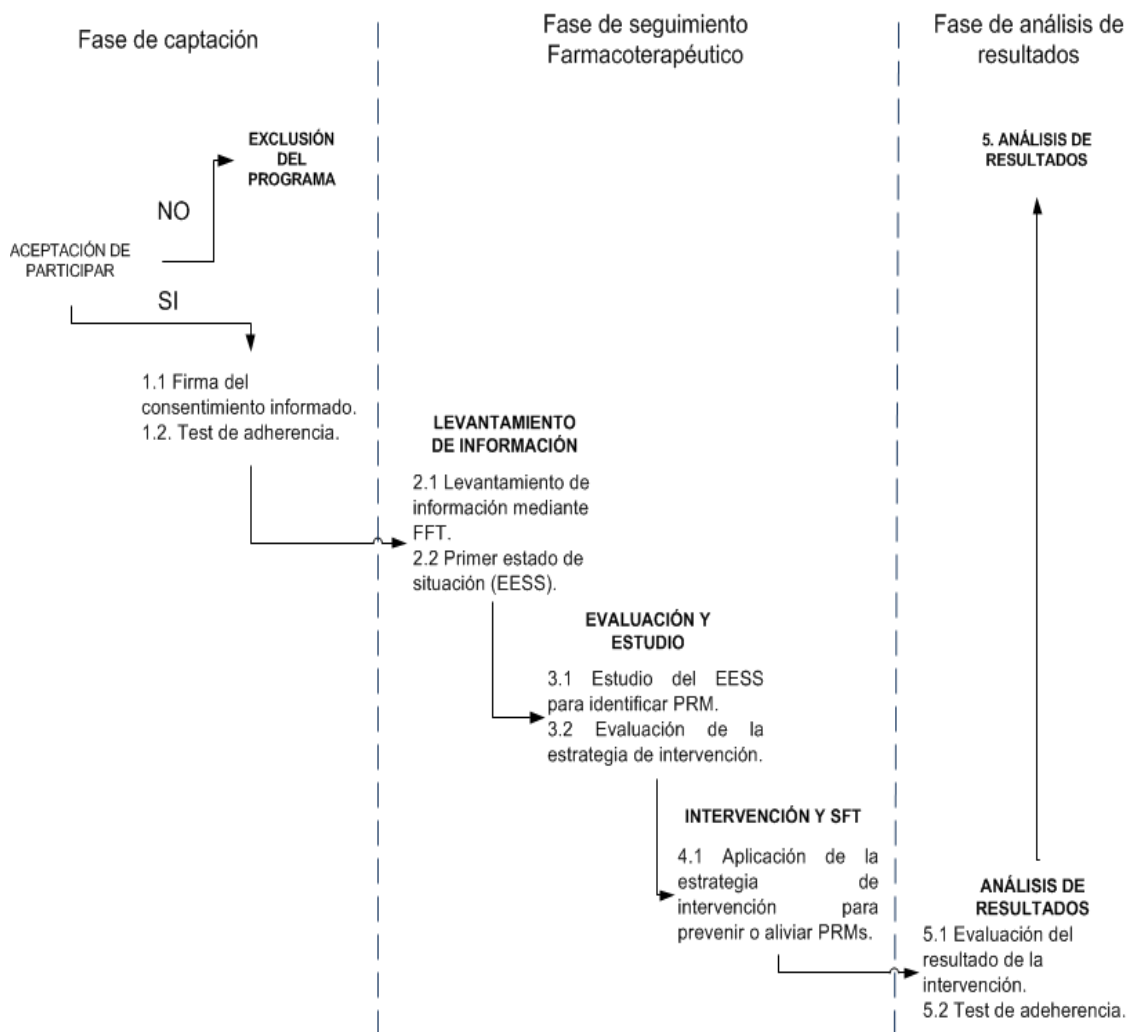 Fase de captación
Fase de seguimiento
Farmacoterapéutico
Fase de análisis de
resultados
EXCLUSIÓN
DEL
PROGRAMA
5. ANÁLISIS DE
RESULTADOS
NO
ACEPTACIÓN DE
PARTICIPAR
SI
1.1 Firma del
consentimiento informado.
1.2. Test de adherencia.
LEVANTAMIENTO
DE INFORMACIÓN
2.1 Levantamiento de
información mediante
FFT.
2.2 Primer estado de
situación (EESS).
EVALUACIÓN Y
ESTUDIO
3.1 Estudio del EESS
para identificar PRM.
3.2 Evaluación de la
estrategia de intervención.
INTERVENCIÓN Y SFT
4.1 Aplicación de la
estrategia de
intervención para
prevenir o aliviar PRMs.
ANÁLISIS DE
RESULTADOS
5.1 Evaluación del
resultado de la
intervención.
5.2 Test de adeherencia.